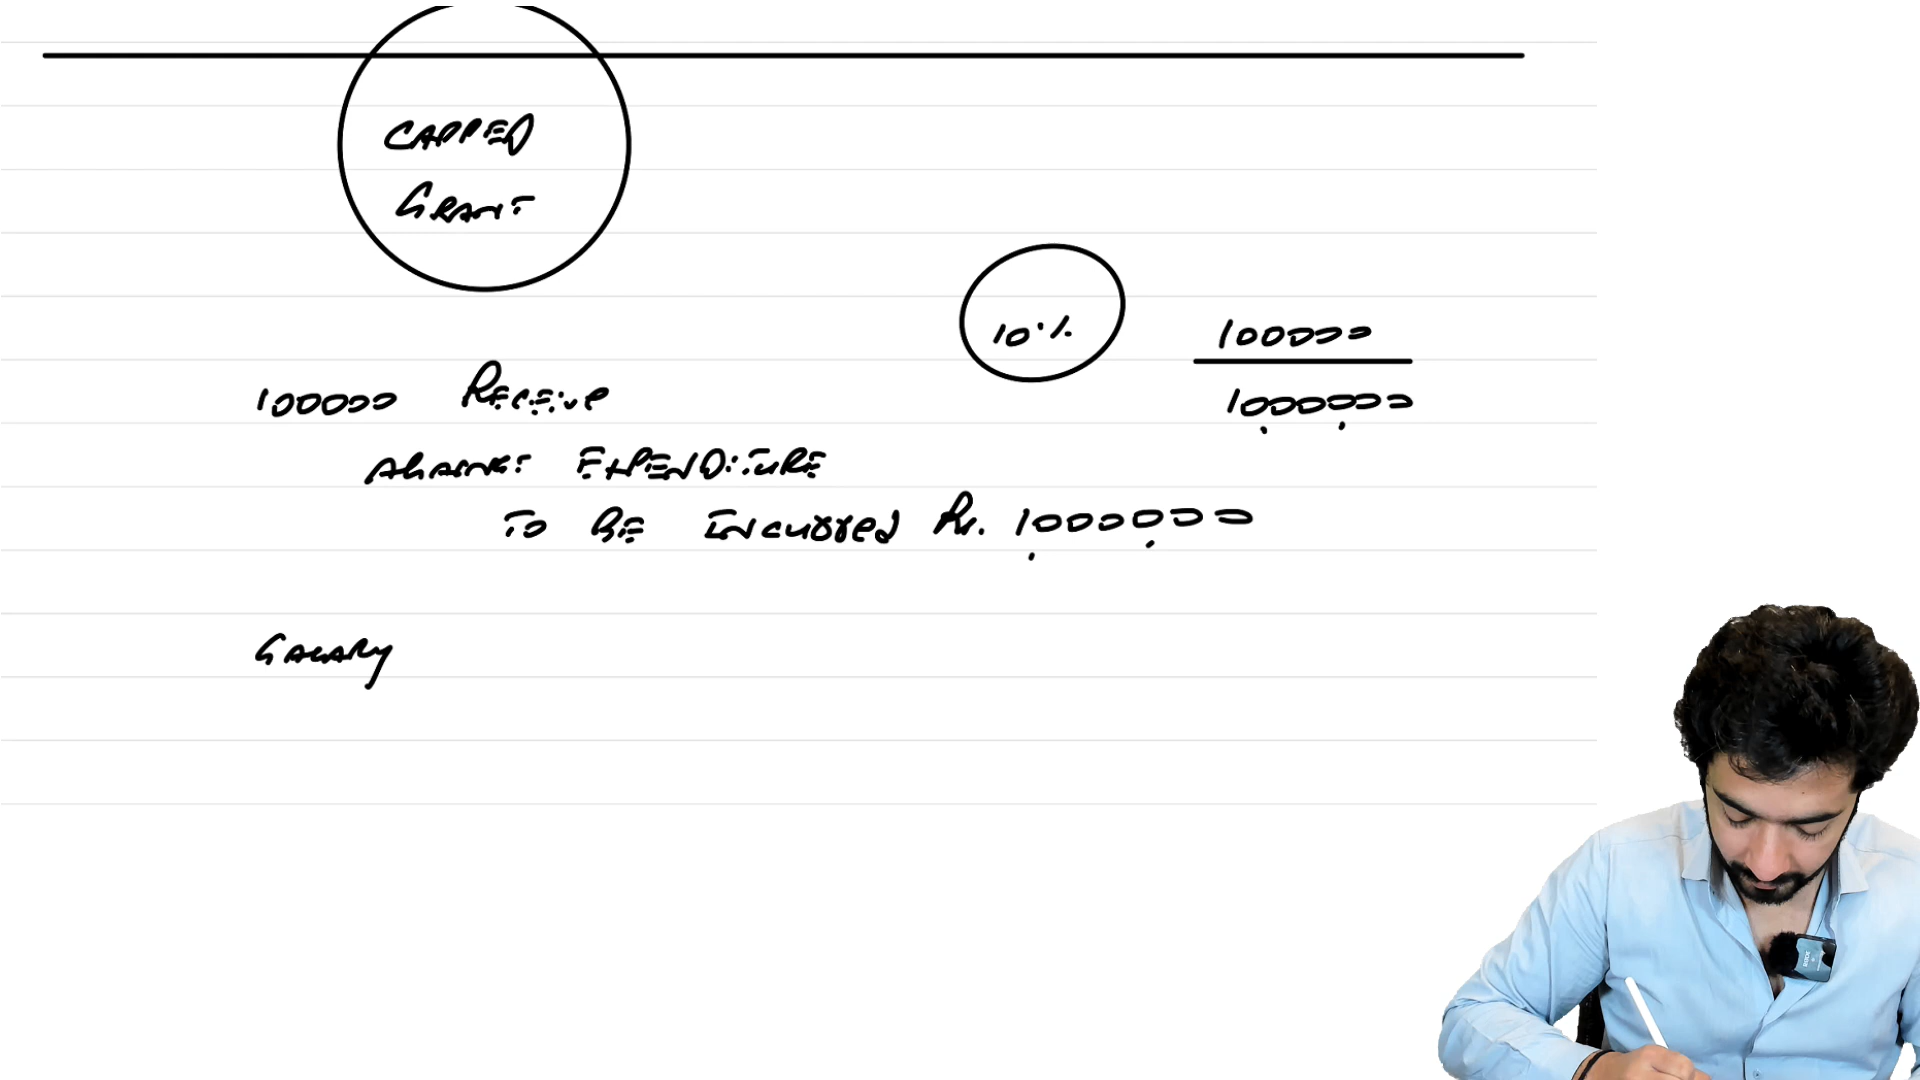 CAPPED
GRANT
10%
100000
1000000
100000 Receive
AGAINST EXPENDITURE
TO BE Incurred Rs. 1000000
SALARY